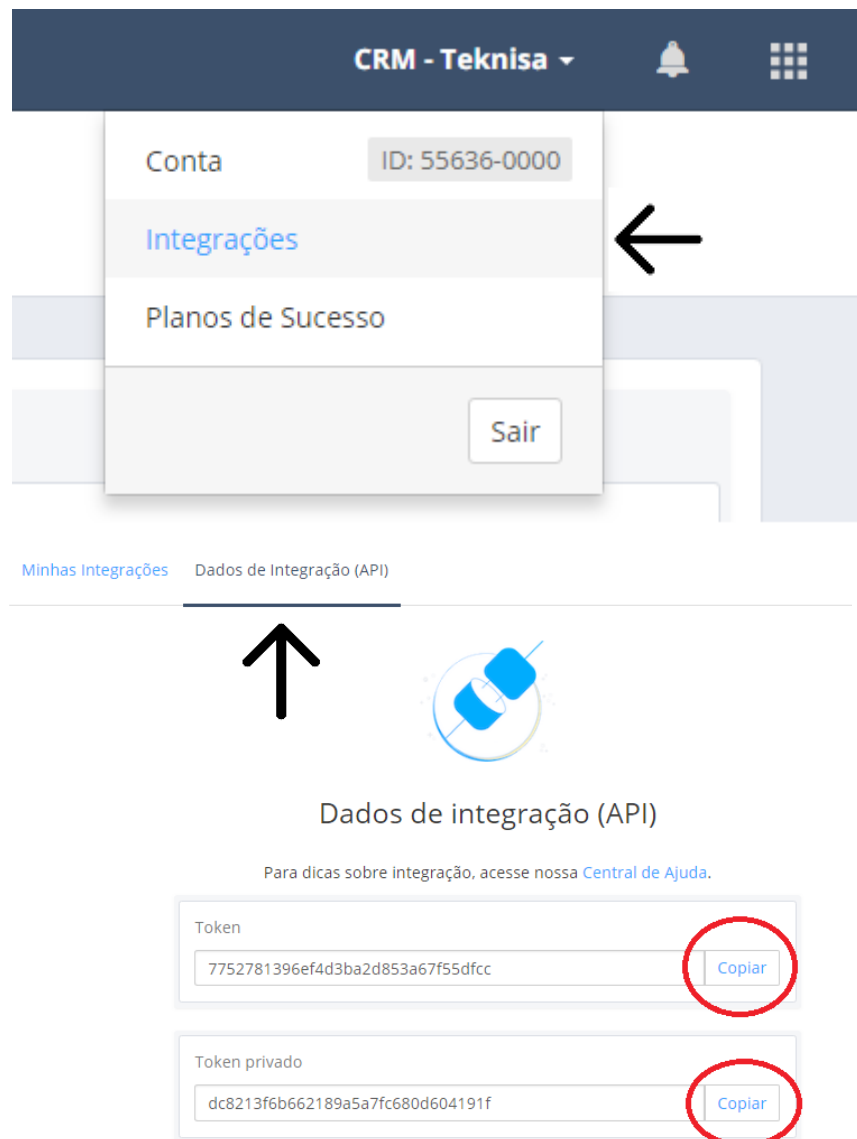 CRM - Teknisa
Conta ID: 55636-0000
Integrações
Planos de Sucesso
Sair
Minhas Integrações Dados de Integração (API)
Dados de integração (API)
Para dicas sobre integração, acesse nossa Central de Ajuda.
Token
7752781396ef4d3ba2d853a67f55dfcc Copiar
Token privado
dc8213f6b662189a5a7fc680d604191f Copiar